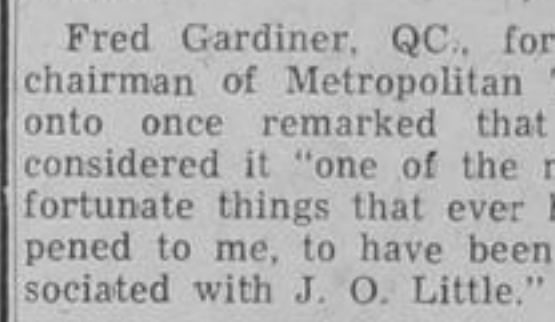 Fred Gardiner, QC., for
chairman of Metropolitan
onto once remarked that
considered it "one of the
fortunate things that ever
pened to me, to have been
sociated with J. O. Little."